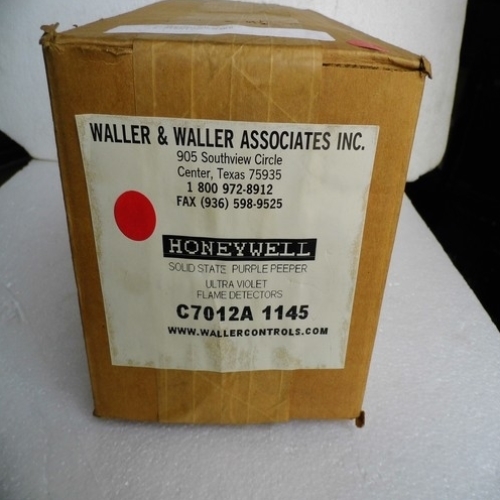 WALLER & WALLER ASSOCIATES INC.
905 Southview Circle
Center, Texas 75935
1 800 972-8912
FAX (936) 598-9525
HONEYWELL
SOLID STATE PURPLE PEEPER
ULTRA VIOLET
FLAME DETECTORS
C7012A 1145
WWW.WALLERCONTROLS.COM